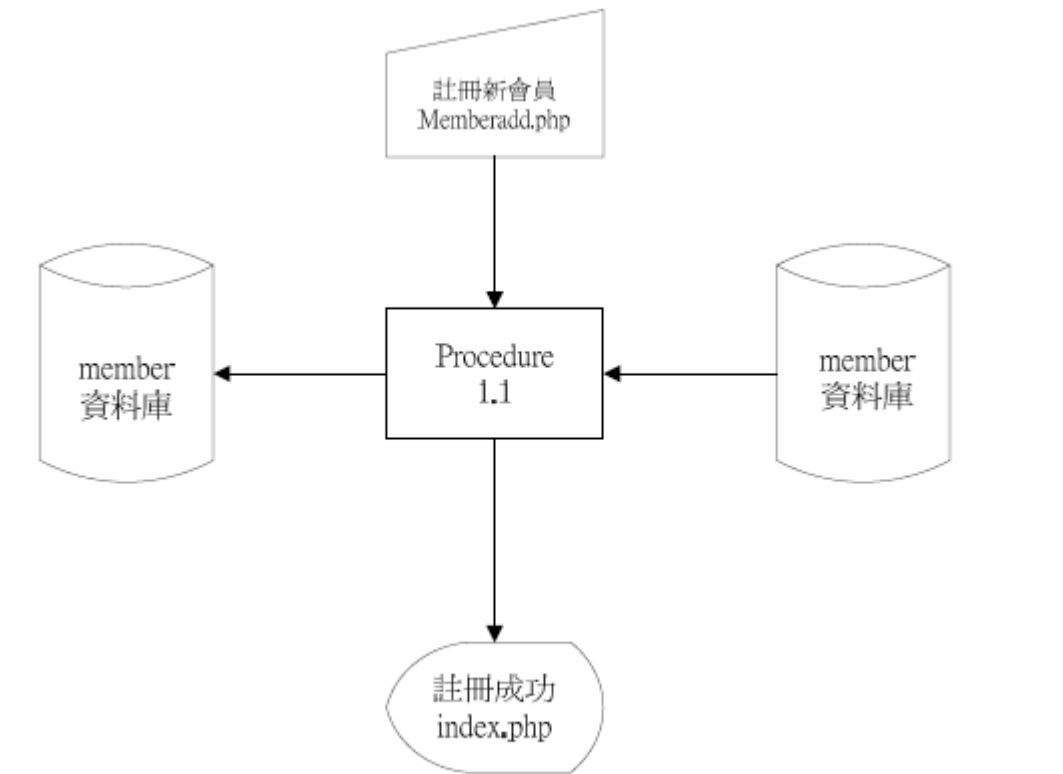 註冊新會員
Memberadd.php
member
資料庫
Procedure
1.1
member
資料庫
註冊成功
index.php